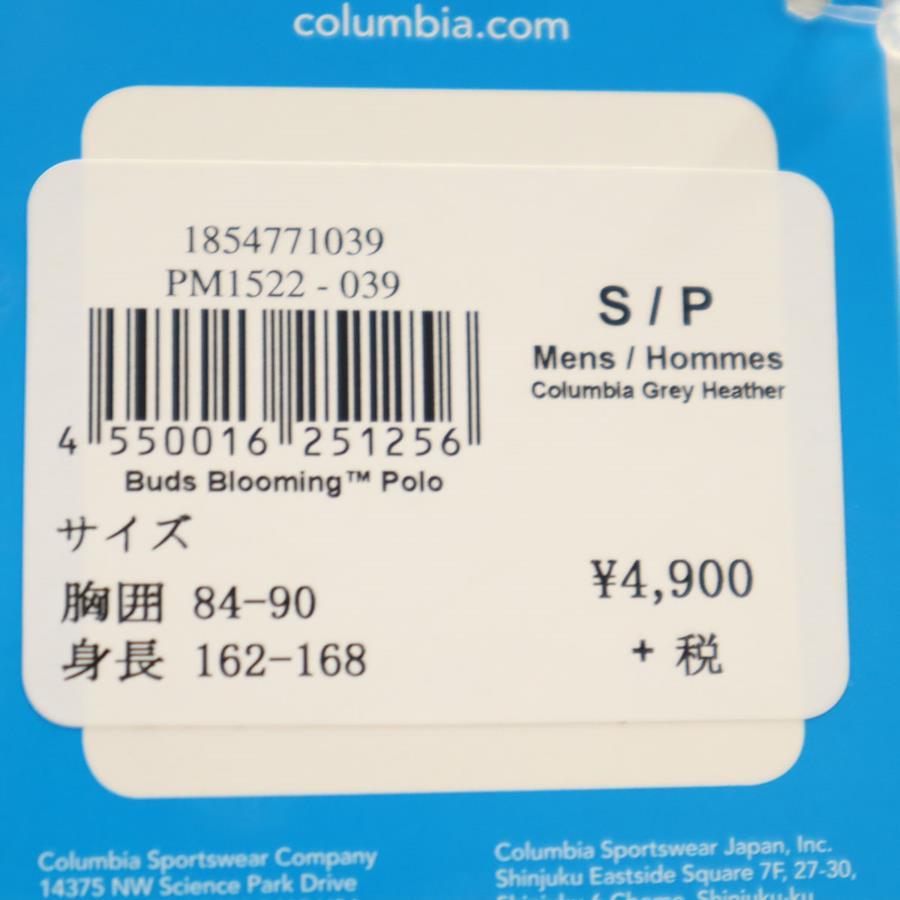 columbia.com
1854771039
PM1522 - 039
4 550016 251256
Buds Blooming™ Polo
S / P
Mens / Hommes
Columbia Grey Heather
サイズ
胸囲 84-90
身長 162-168
¥4,900
+ 税
Columbia Sportswear Company
14375 NW Science Park Drive
Columbia Sportswear Japan, Inc.
Shinjuku Eastside Square 7F, 27-30,